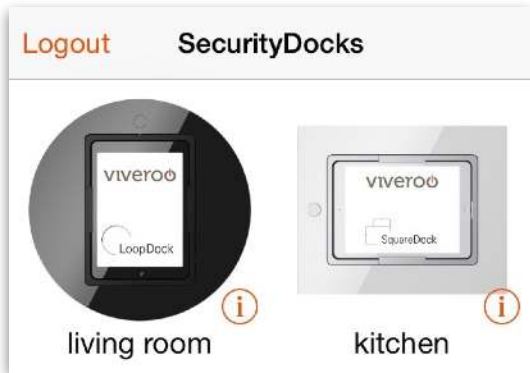 Logout SecurityDocks
viveroo
LoopDock
i
living room
viveroo
SquareDock
i
kitchen